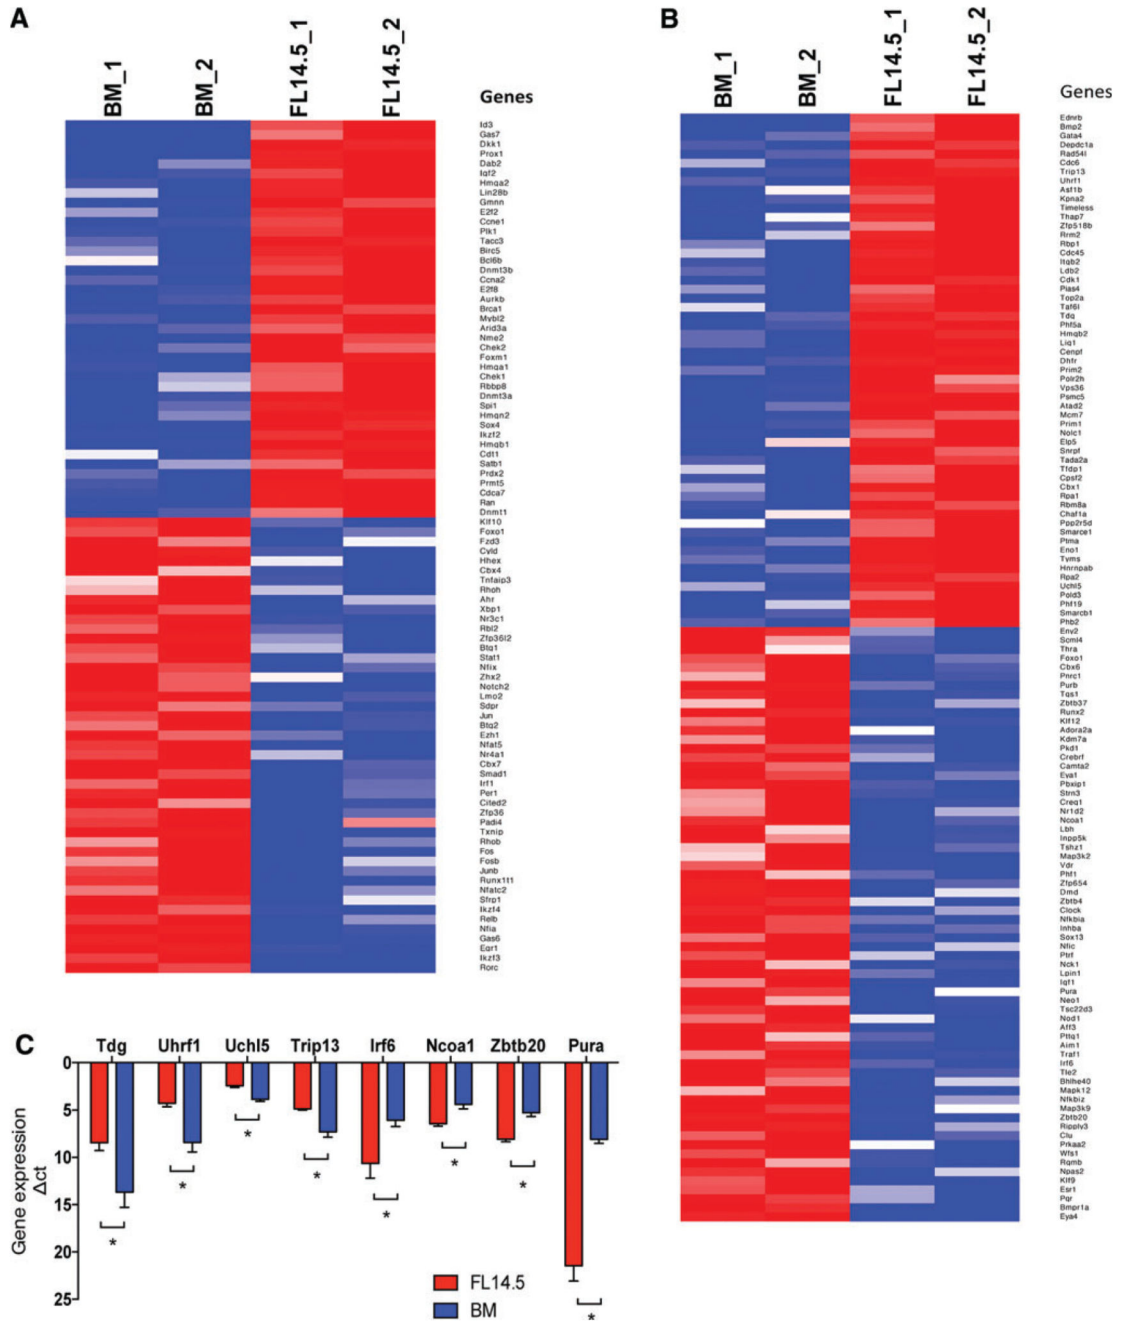 A
BM_1
BM_2
FL14.5_1
FL14.5_2
Genes
Id3
Gas7
Dkk1
Prox1
Dab2
Igf2
Hmga2
Lin28b
Gmnn
E2f2
Ccne1
Plk1
Tacc3
Birc5
Bcl6b
Dnmt3b
Ccna2
E2f8
Aurkb
Brca1
Mybl2
Arid3a
Nme2
Chek2
Foxm1
Hmga1
Chek1
Rbbp8
Dnmt3a
Spi1
Hmgn2
Sox4
Ikzf2
Hmgb1
Cdt1
Satb1
Prdx2
Prmt5
Cdca7
Ran
Dnmt1
Klf10
Foxo1
Fzd3
Cyld
Hhex
Cbx4
Tnfaip3
Rhoh
Ahr
Xbp1
Nr3c1
Rbl2
Zfp36l2
Btg1
Stat1
Nfix
Zhx2
Notch2
Lmo2
Sdpr
Jun
Btg2
Ezh1
Nfat5
Nr4a1
Cbx7
Smad1
Irf1
Per1
Cited2
Zfp36
Padi4
Txnip
Rhob
Fos
Fosb
Junb
Runx1t1
Nfatc2
Sfrp1
Ikzf4
Relb
Nfia
Gas6
Egr1
Ikzf3
Rorc
B
BM_1
BM_2
FL14.5_1
FL14.5_2
Genes
Ednrb
Bmp2
Gata4
Depdc1a
Rad54l
Cdc6
Trip13
Uhrf1
Asf1b
Kpna2
Timeless
Thap7
Zfp518b
Rrm2
Rbp1
Cdc45
Itgb2
Ldb2
Cdk1
Pias4
Top2a
Taf6l
Tdg
Phf5a
Hmgb2
Lig1
Cenpf
Dhfr
Prim2
Polr2h
Vps36
Psmc5
Atad2
Mcm7
Prim1
Nolc1
Elp5
Snrpf
Tada2a
Tfdp1
Cpsf2
Cbx1
Rpa1
Rbm8a
Chaf1a
Ppp2r5d
Smarce1
Ptma
Eno1
Tyms
Hnrnpab
Rpa2
Uchl5
Pold3
Phf19
Smarcb1
Phb2
Eny2
Scml4
Thra
Foxo1
Cbx6
Pnrc1
Purb
Tgs1
Zbtb37
Runx2
Klf12
Adora2a
Kdm7a
Pkd1
Crebrf
Camta2
Eya1
Pbxip1
Strn3
Creg1
Nr1d2
Ncoa1
Lbh
Inpp5k
Tshz1
Map3k2
Vdr
Phf1
Zfp654
Dmd
Zbtb4
Clock
Nfkbia
Inhba
Sox13
Nfic
Ptrf
Nck1
Lpin1
Igf1
Pura
Neo1
Tsc22d3
Nod1
Aff3
Pttg1
Aim1
Traf1
Irf6
Tle2
Bhlhe40
Mapk12
Nfkbiz
Map3k9
Zbtb20
Ripply3
Clu
Prkaa2
Wfs1
Rgmb
Npas2
Klf9
Esr1
Pgr
Bmpr1a
Eya4
C
Tdg Uhrf1 Uchl5 Trip13 Irf6 Ncoa1 Zbtb20 Pura
Gene expression
Δct
0
5
10
15
20
25
*
*
*
*
*
*
*
*
FL14.5
BM